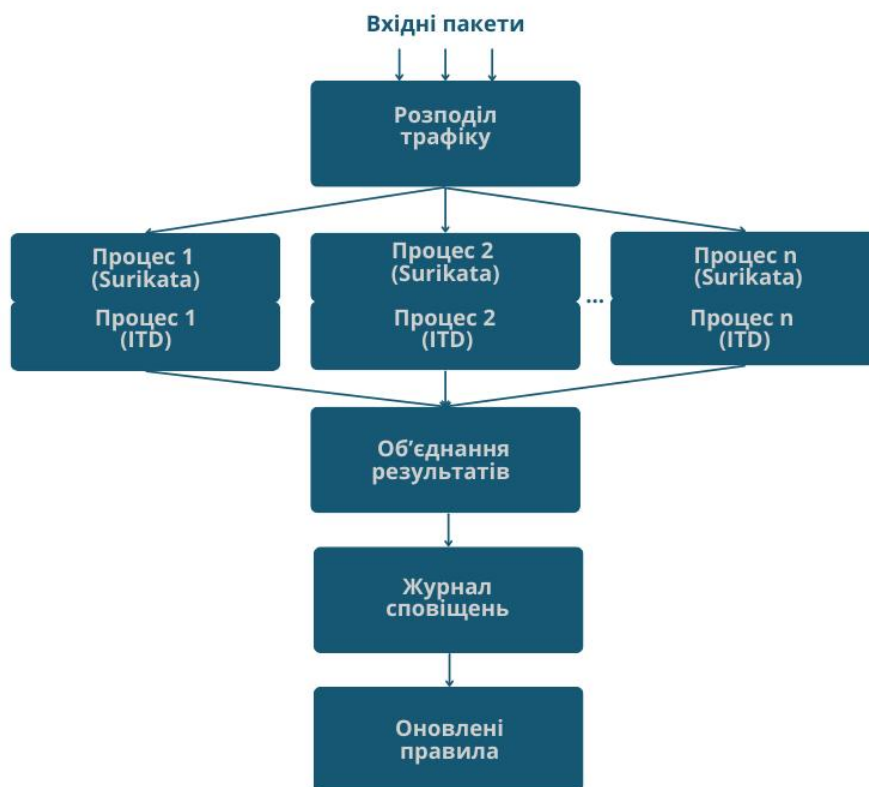 Вхідні пакети
Розподіл
трафіку
Процес 1
(Surikata)
Процес 1
(ITD)
Процес 2
(Surikata)
Процес 2
(ITD)
...
Процес n
(Surikata)
Процес n
(ITD)
Об’єднання
результатів
Журнал
сповіщень
Оновлені
правила